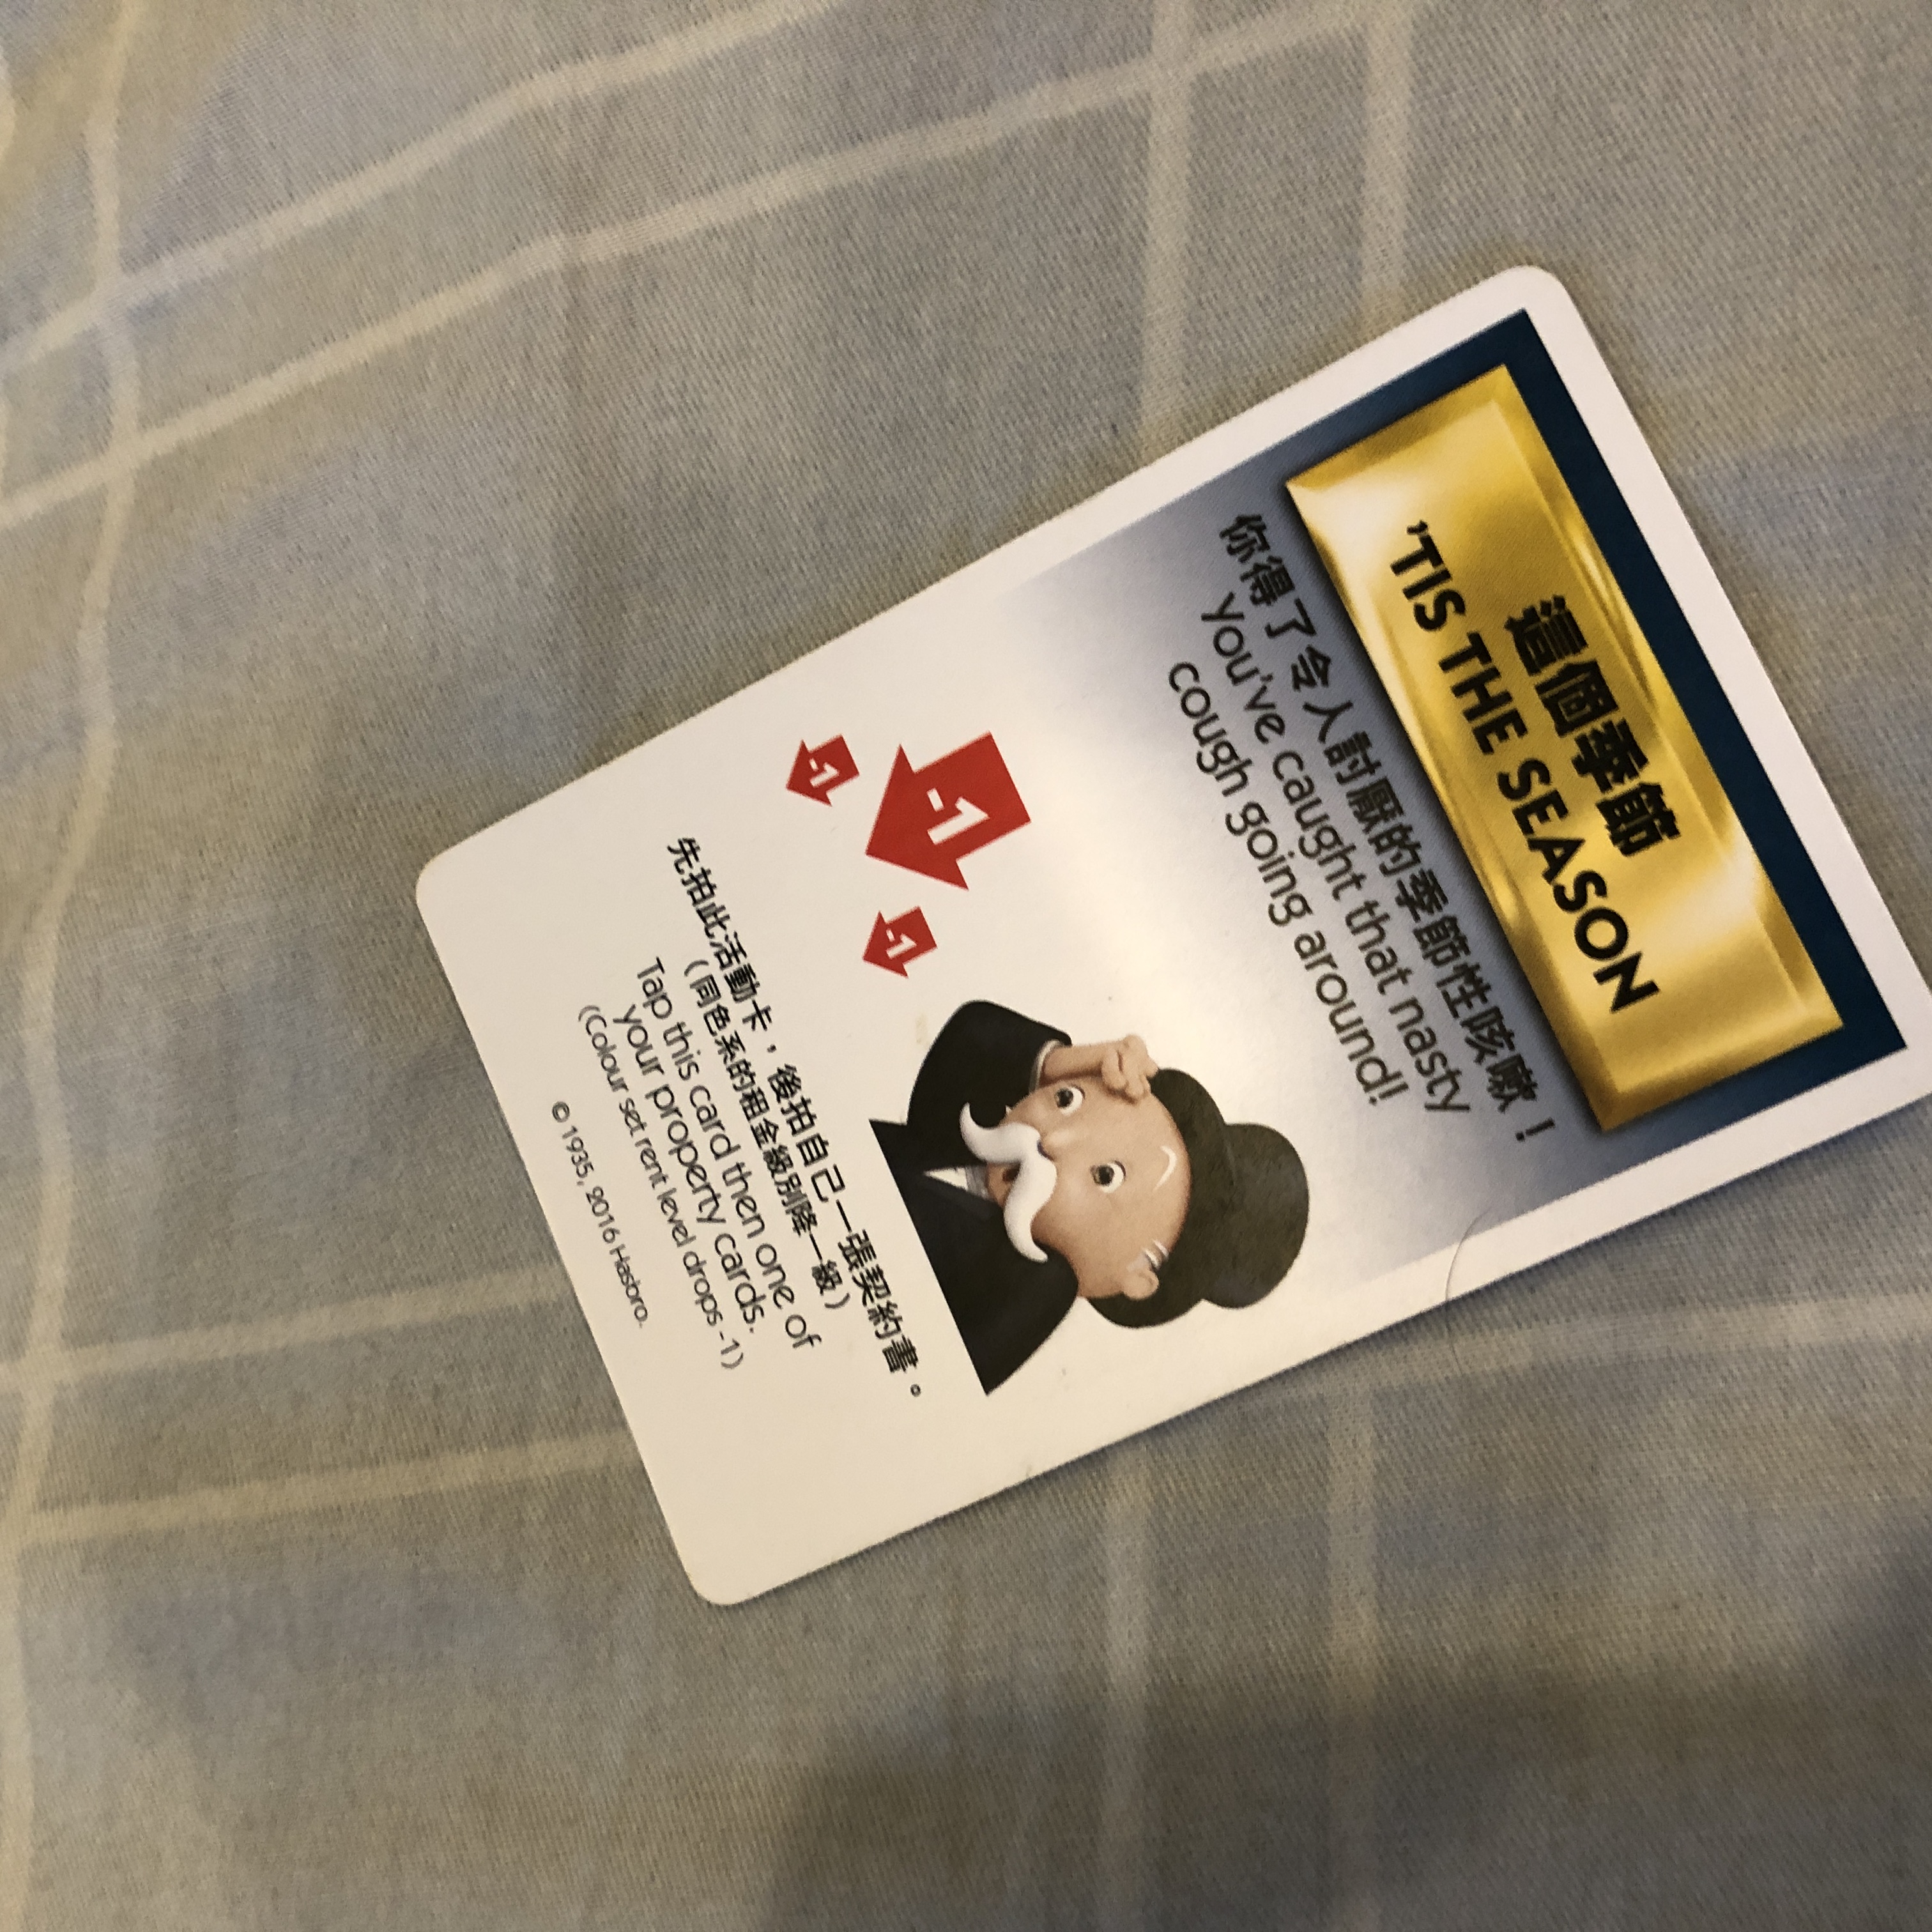 這個季節
'TIS THE SEASON
你得了令人討厭的季節性咳嗽！
You've caught that nasty
cough going around!
-1
-1
-1
先拍此活動卡，後拍自己一張契約書。
（同色系的租金級別降一級）
Tap this card then one of
your property cards.
(Colour set rent level drops -1)
© 1935, 2016 Hasbro.